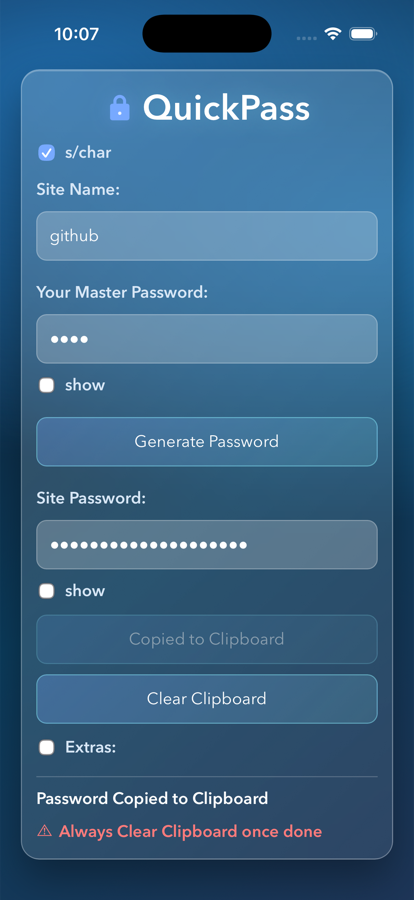 10:07
QuickPass
s/char
Site Name:
github
Your Master Password:
••••
show
Generate Password
Site Password:
••••••••••••••••••••
show
Copied to Clipboard
Clear Clipboard
Extras:
Password Copied to Clipboard
⚠ Always Clear Clipboard once done